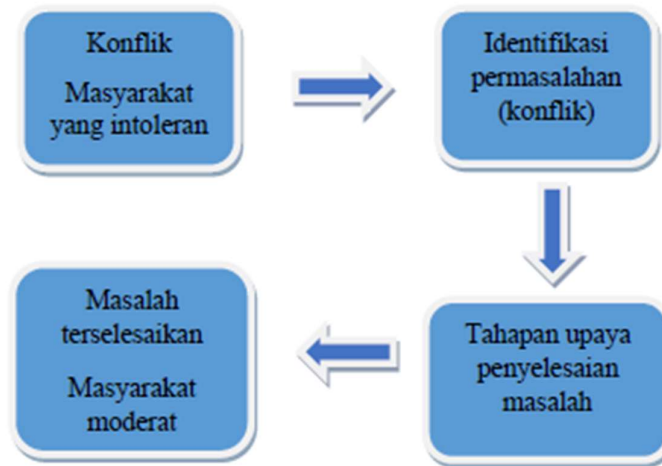 Konflik
Masyarakat
yang intoleran
Identifikasi
permasalahan
(konflik)
Tahapan upaya
penyelesaian
masalah
Masalah
terselesaikan
Masyarakat
moderat